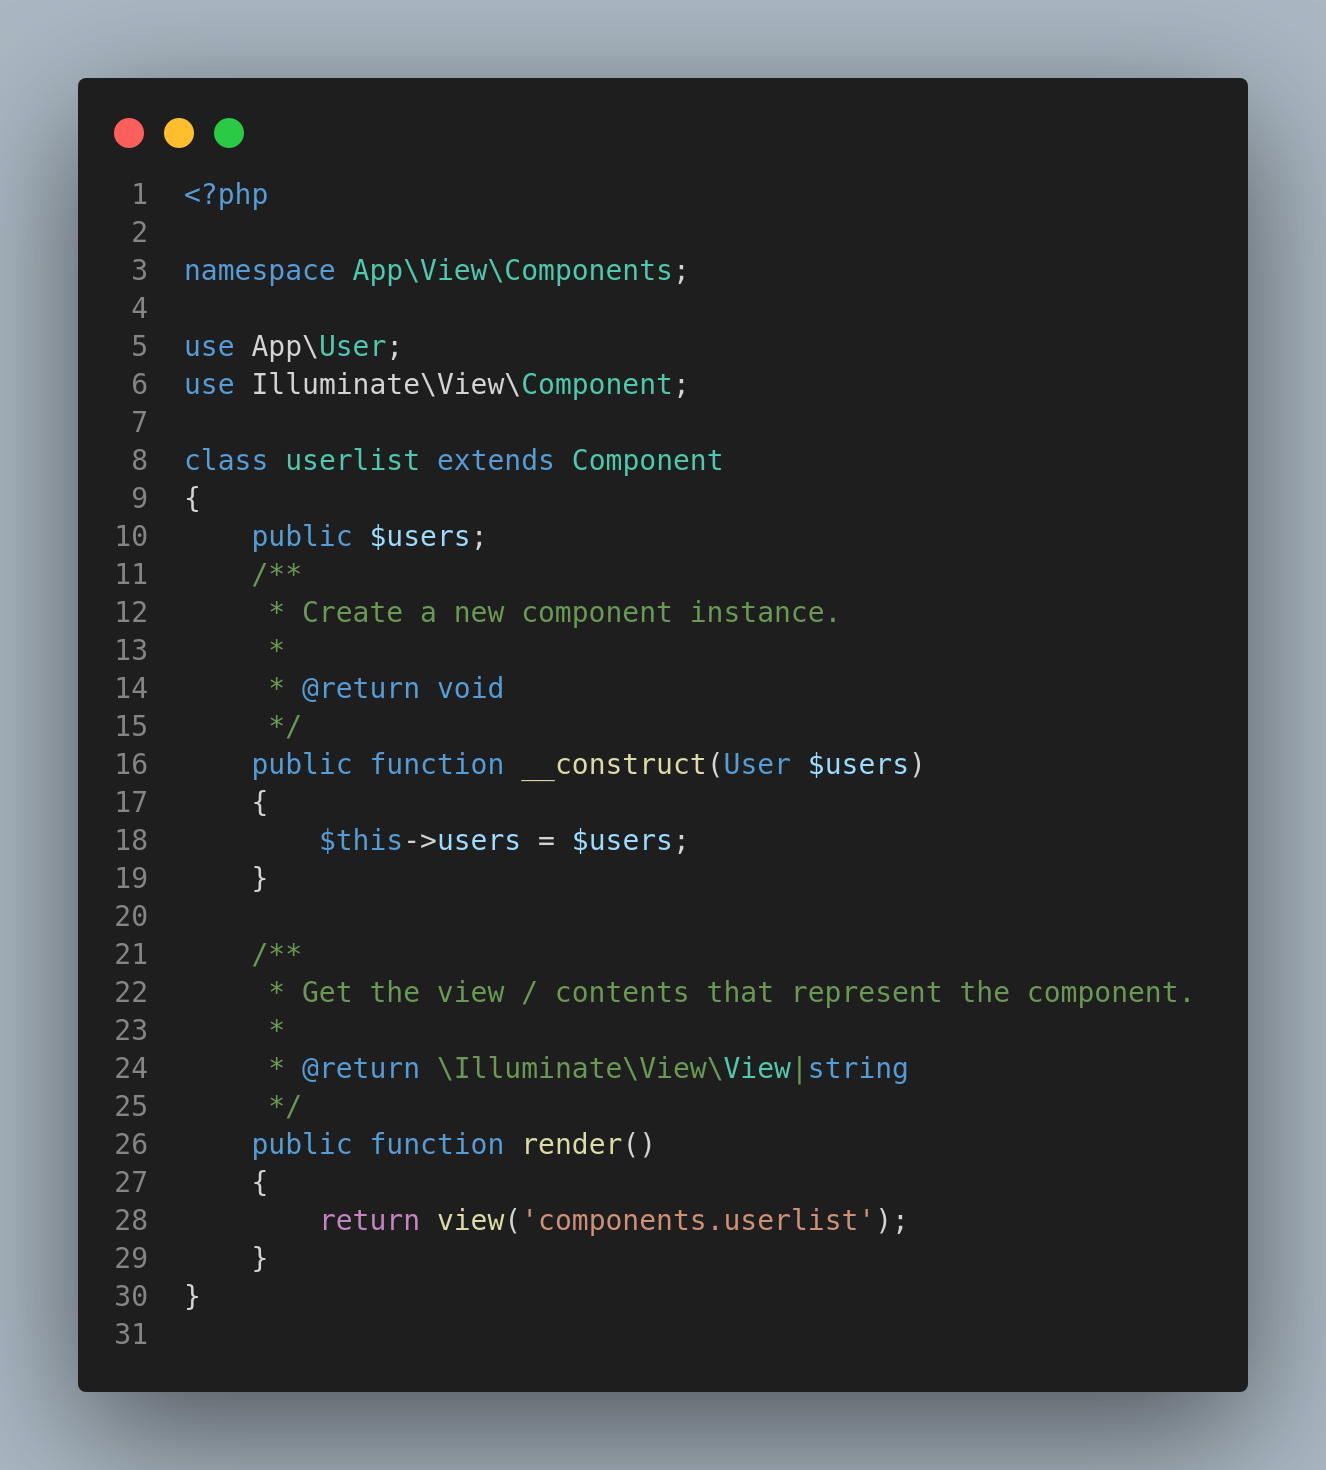 1 <?php
2
3 namespace App\View\Components;
4
5 use App\User;
6 use Illuminate\View\Component;
7
8 class userlist extends Component
9 {
10     public $users;
11     /**
12      * Create a new component instance.
13      *
14      * @return void
15      */
16     public function __construct(User $users)
17     {
18         $this->users = $users;
19     }
20
21     /**
22      * Get the view / contents that represent the component.
23      *
24      * @return \Illuminate\View\View|string
25      */
26     public function render()
27     {
28         return view('components.userlist');
29     }
30 }
31